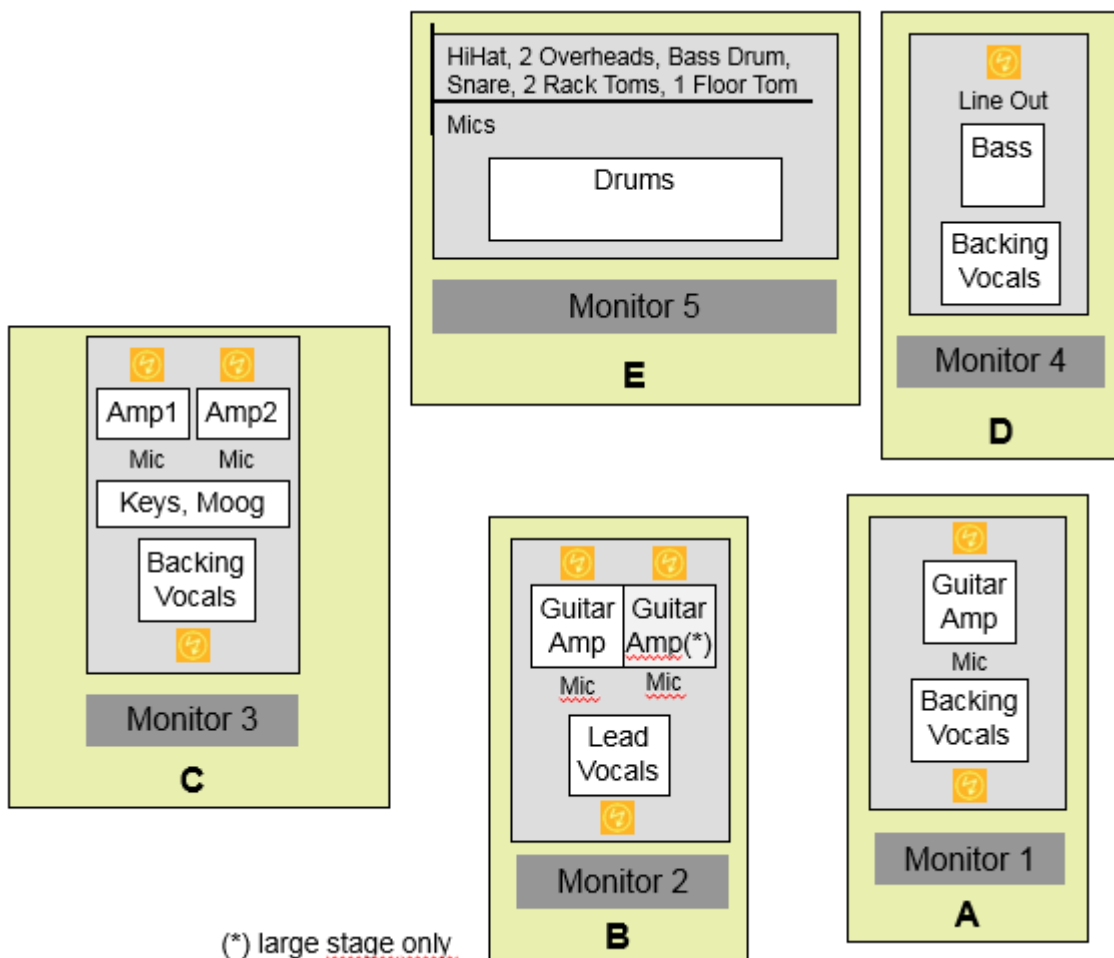 HiHat, 2 Overheads, Bass Drum,
Snare, 2 Rack Toms, 1 Floor Tom
Mics
Drums
Monitor 5
E
Line Out
Bass
Backing
Vocals
Monitor 4
D
Amp1
Amp2
Mic
Mic
Keys, Moog
Backing
Vocals
Monitor 3
C
Guitar
Amp
Guitar
Amp(*)
Mic
Mic
Lead
Vocals
Monitor 2
B
Guitar
Amp
Mic
Backing
Vocals
Monitor 1
A
(*) large stage only